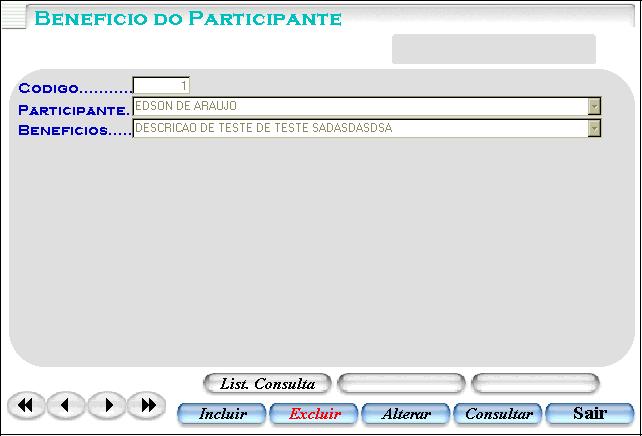 BENEFICIO DO PARTICIPANTE
CODIGO........... 1
PARTICIPANTE. EDSON DE ARAUJO
BENEFICIOS..... DESCRICAO DE TESTE DE TESTE SADASDASDSA
List. Consulta
Incluir Excluir Alterar Consultar Sair